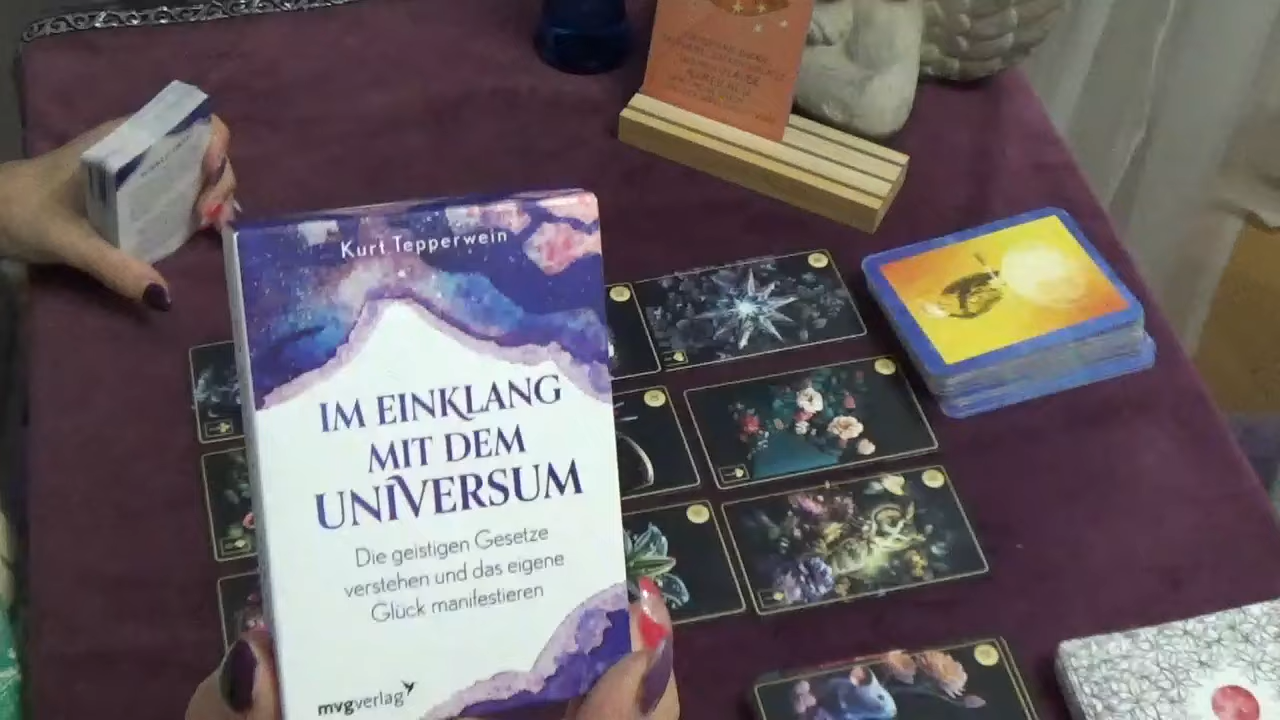 Kurt Tepperwein
IM EINKLANG
MIT DEM
UNIVERSUM
Die geistigen Gesetze
verstehen und das eigene
Glück manifestieren
mvgverlag